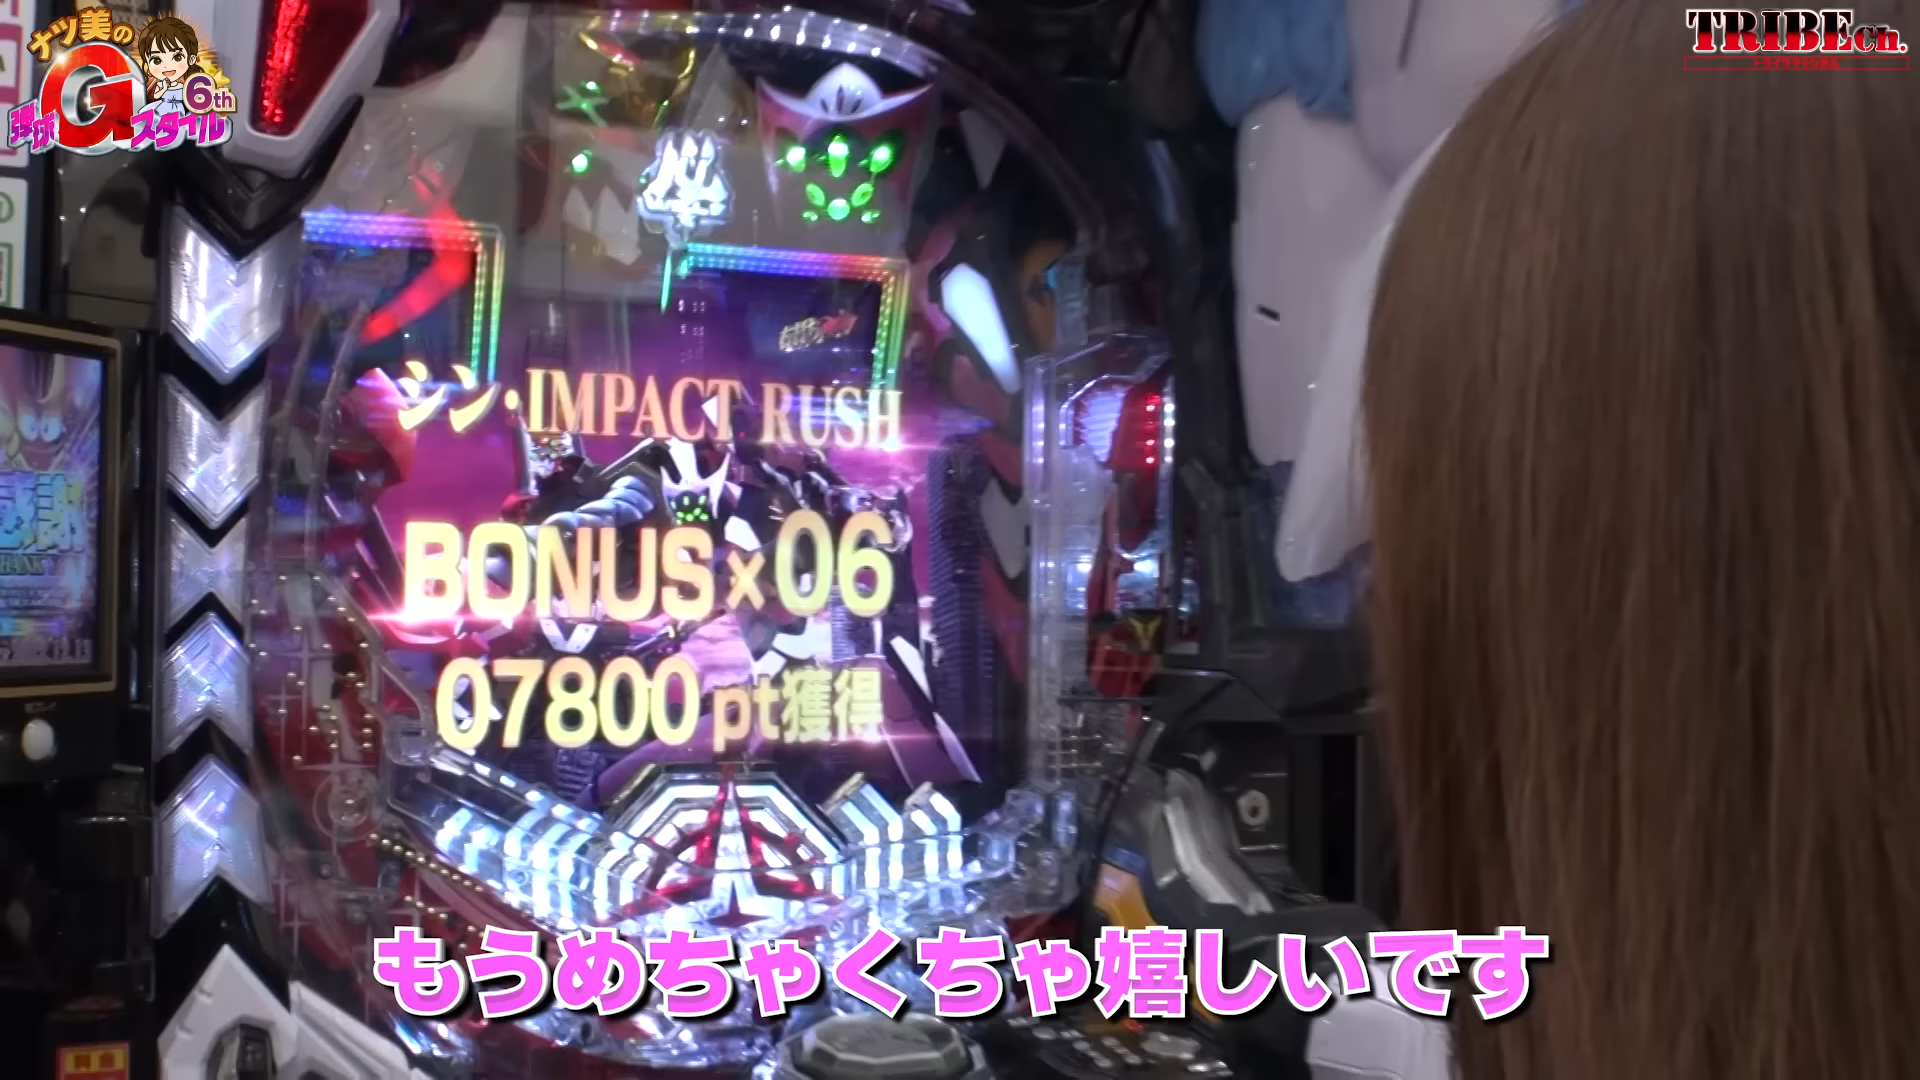 ナツ美の
弾球Gスタイル
6th
TRIBE Ch.
シン・IMPACT RUSH
BONUS×06
07800pt獲得
もうめちゃくちゃ嬉しいです